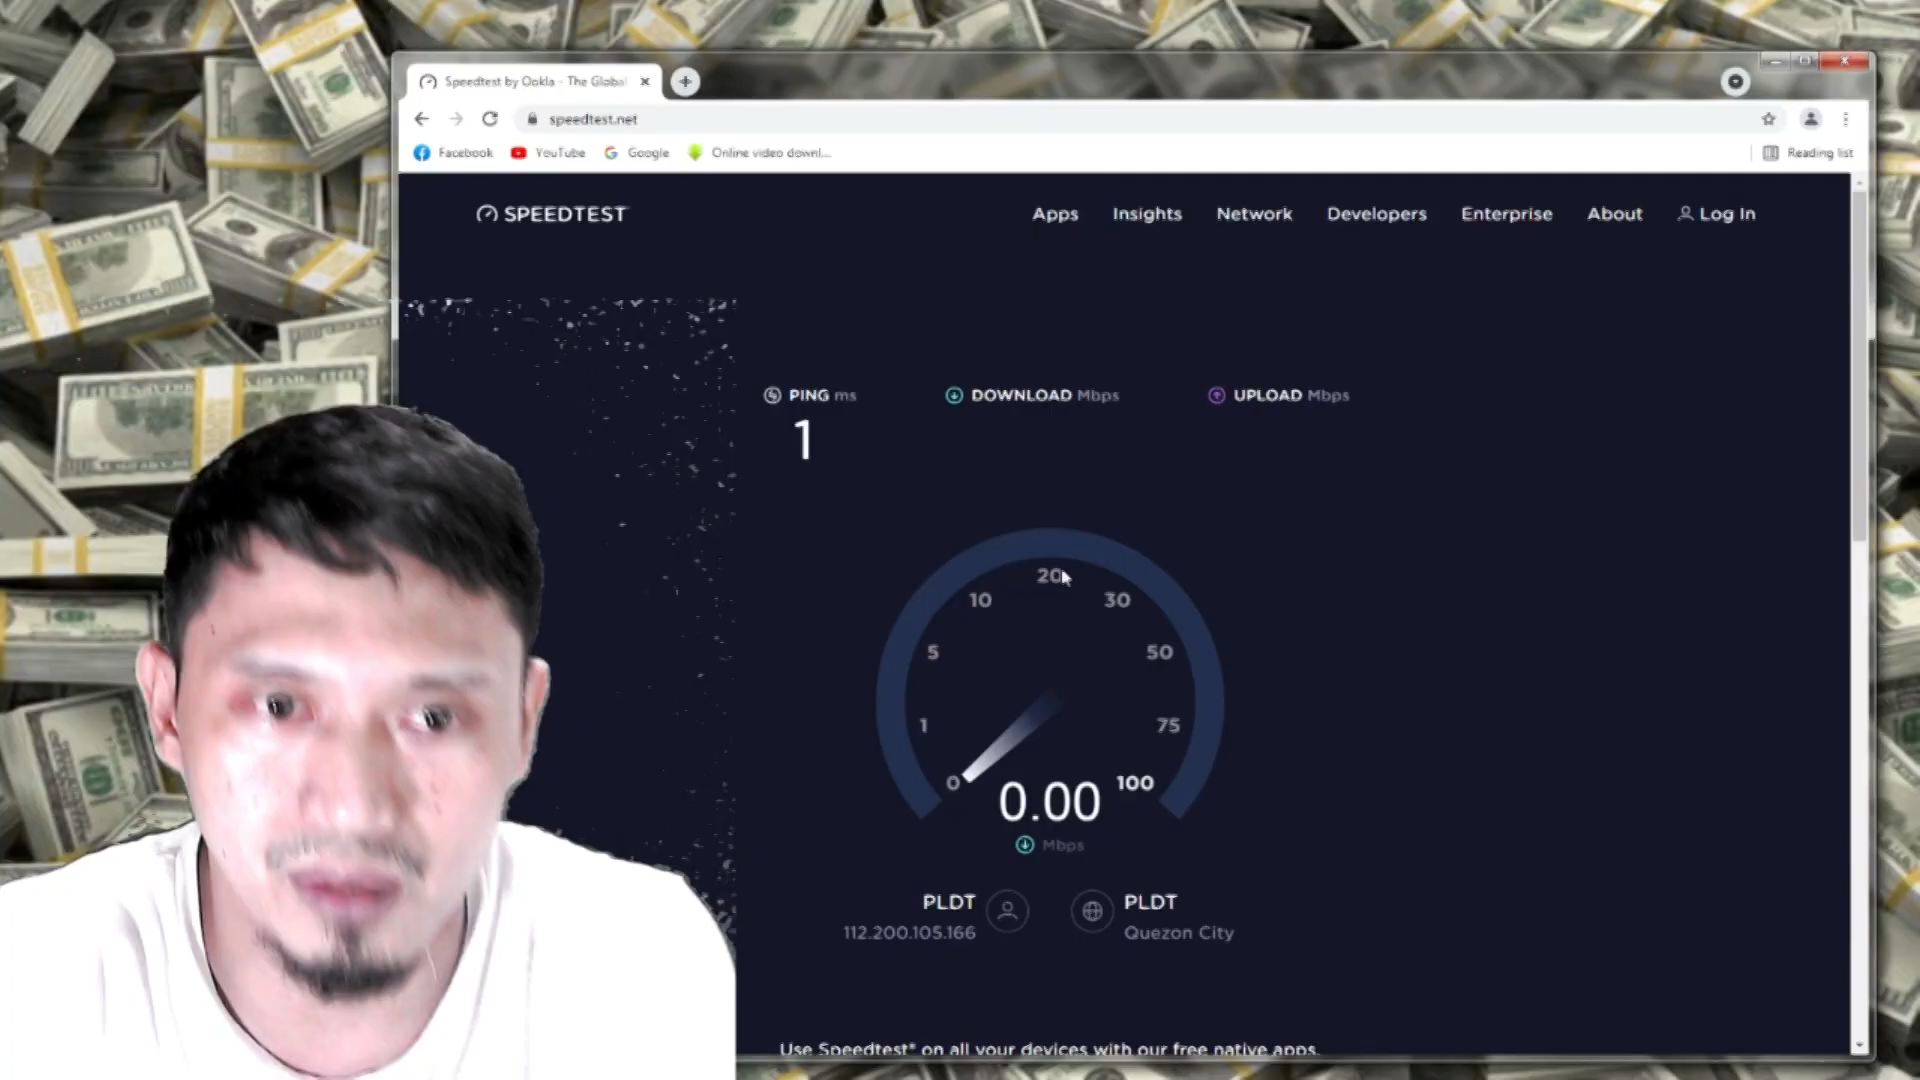 Speedtest by Ookla - The Global
speedtest.net
Facebook YouTube Google Online video downl...
Reading list
SPEEDTEST
Apps Insights Network Developers Enterprise About Log In
PING ms DOWNLOAD Mbps UPLOAD Mbps
1
20
10 30
5 50
1 75
0 100
0.00
Mbps
PLDT PLDT
112.200.105.166 Quezon City
Use Speedtest® on all your devices with our free native apps.